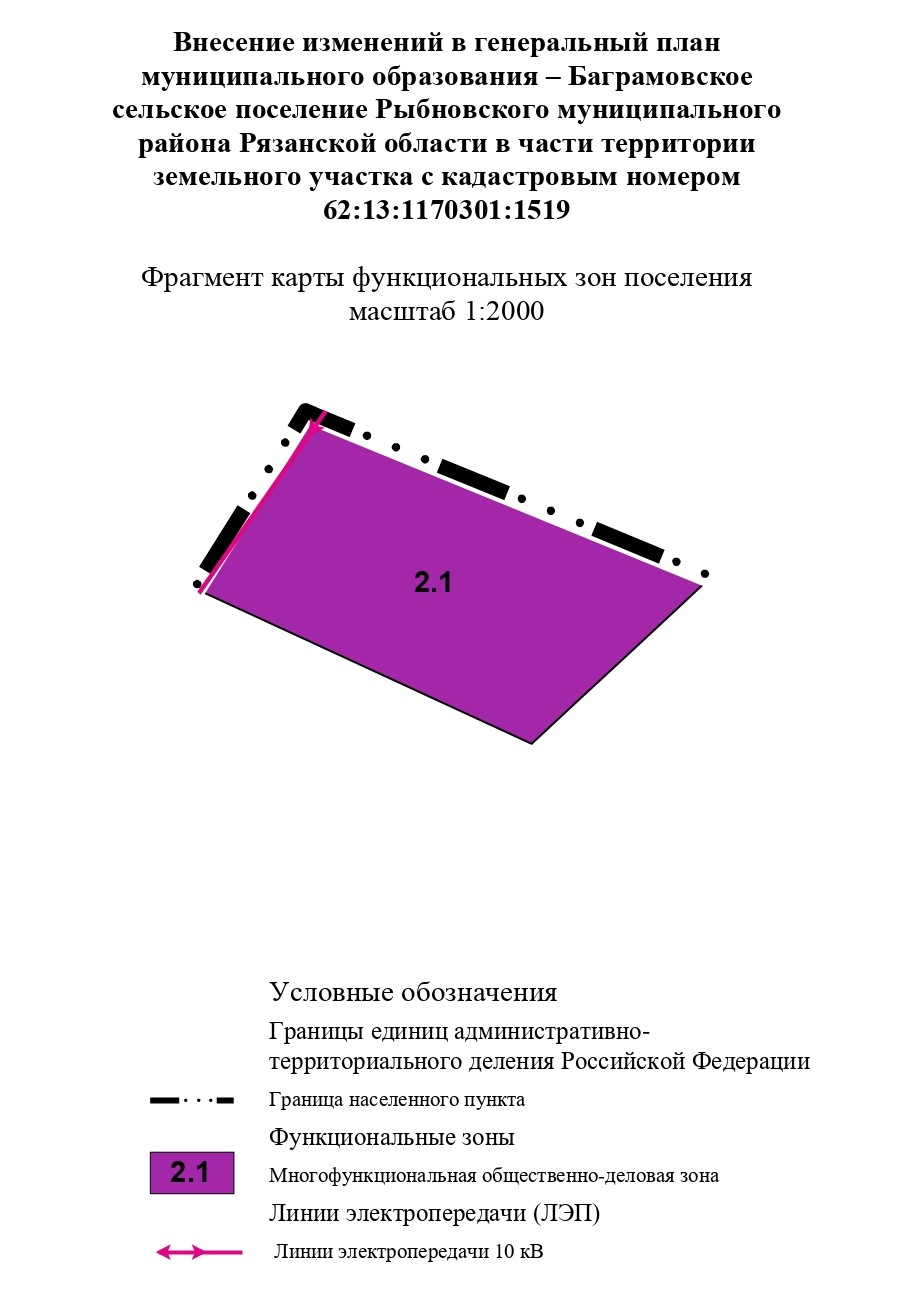 Внесение изменений в генеральный план
муниципального образования – Баграмовское
сельское поселение Рыбновского муниципального
района Рязанской области в части территории
земельного участка с кадастровым номером
62:13:1170301:1519
Фрагмент карты функциональных зон поселения
масштаб 1:2000
2.1
Условные обозначения
Границы единиц административно-
территориального деления Российской Федерации
Граница населенного пункта
Функциональные зоны
2.1
Многофункциональная общественно-деловая зона
Линии электропередачи (ЛЭП)
Линии электропередачи 10 кВ